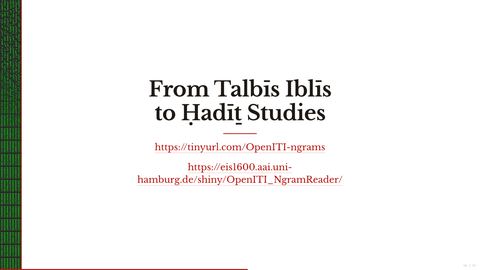 From Talbīs Iblīs
to Ḥadīṯ Studies
https://tinyurl.com/OpenITI-ngrams
https://eis1600.aai.uni-
hamburg.de/shiny/OpenITI_NgramReader/